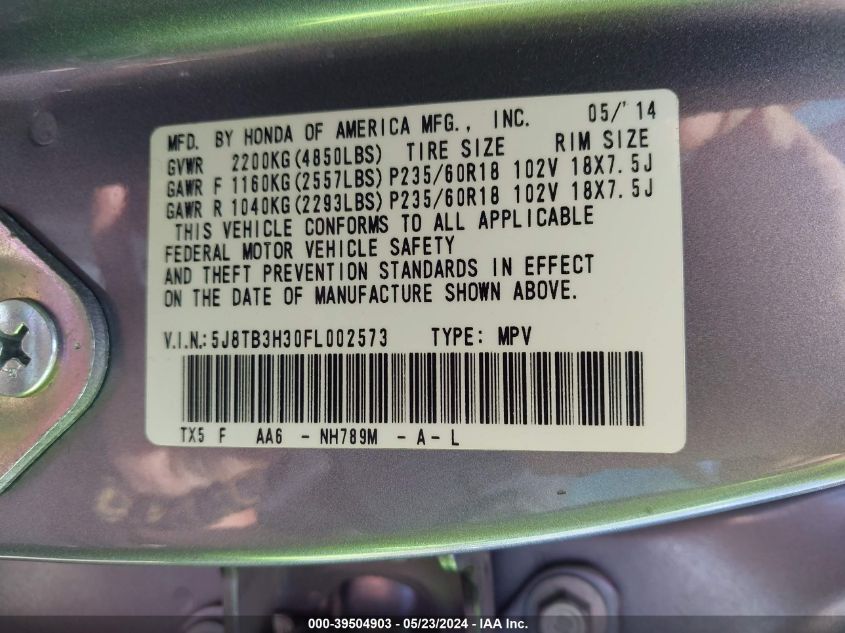 05/'14
MFD. BY HONDA OF AMERICA MFG., INC.
GVWR 2200KG(4850LBS) TIRE SIZE RIM SIZE
GAWR F 1160KG(2557LBS) P235/60R18 102V 18X7.5J
GAWR R 1040KG(2293LBS) P235/60R18 102V 18X7.5J
THIS VEHICLE CONFORMS TO ALL APPLICABLE
FEDERAL MOTOR VEHICLE SAFETY
AND THEFT PREVENTION STANDARDS IN EFFECT
ON THE DATE OF MANUFACTURE SHOWN ABOVE.
V.I.N.:5J8TB3H30FL002573 TYPE: MPV
TX5 F AA6 - NH789M - A - L
000-39504903 - 05/23/2024 - IAA Inc.